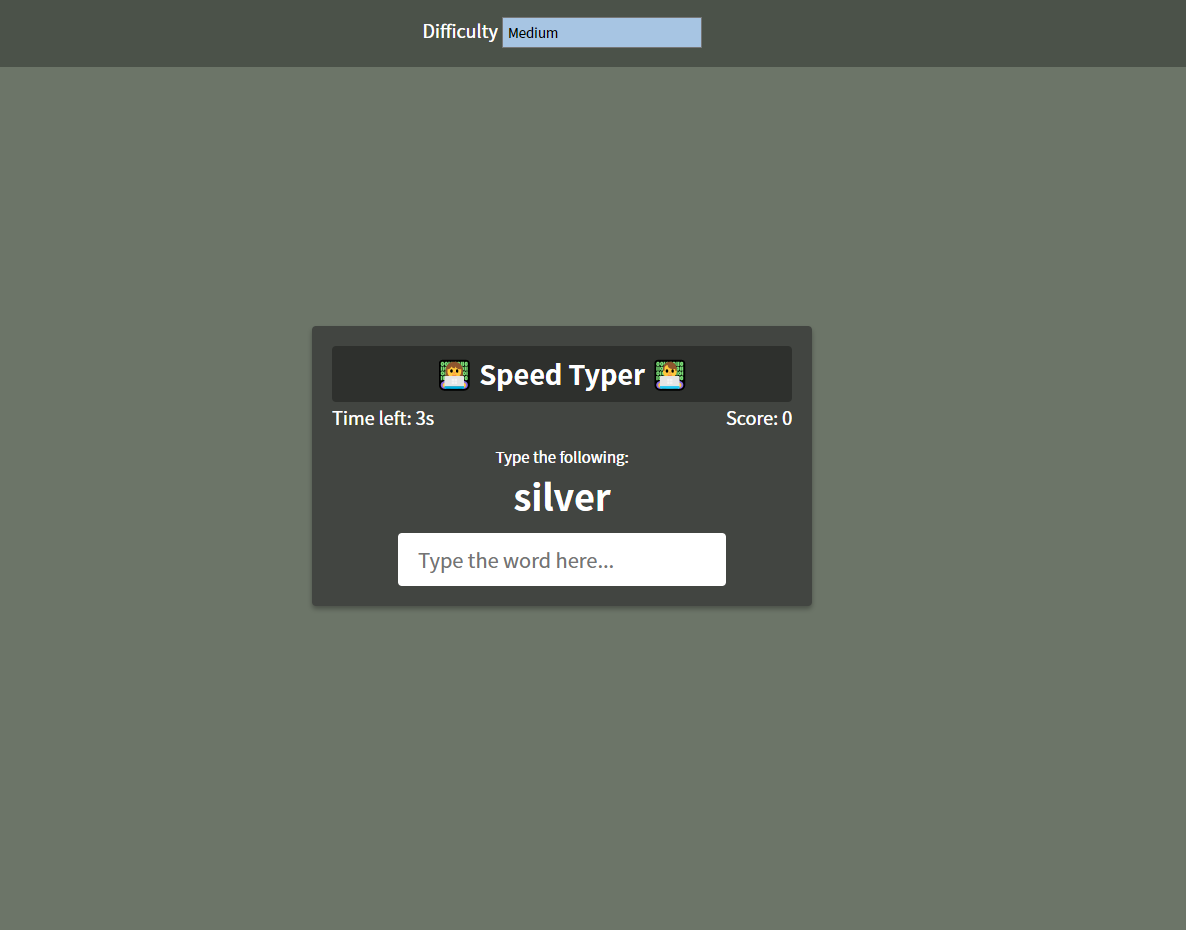 Difficulty Medium
Speed Typer
Time left: 3s Score: 0
Type the following:
silver
Type the word here...